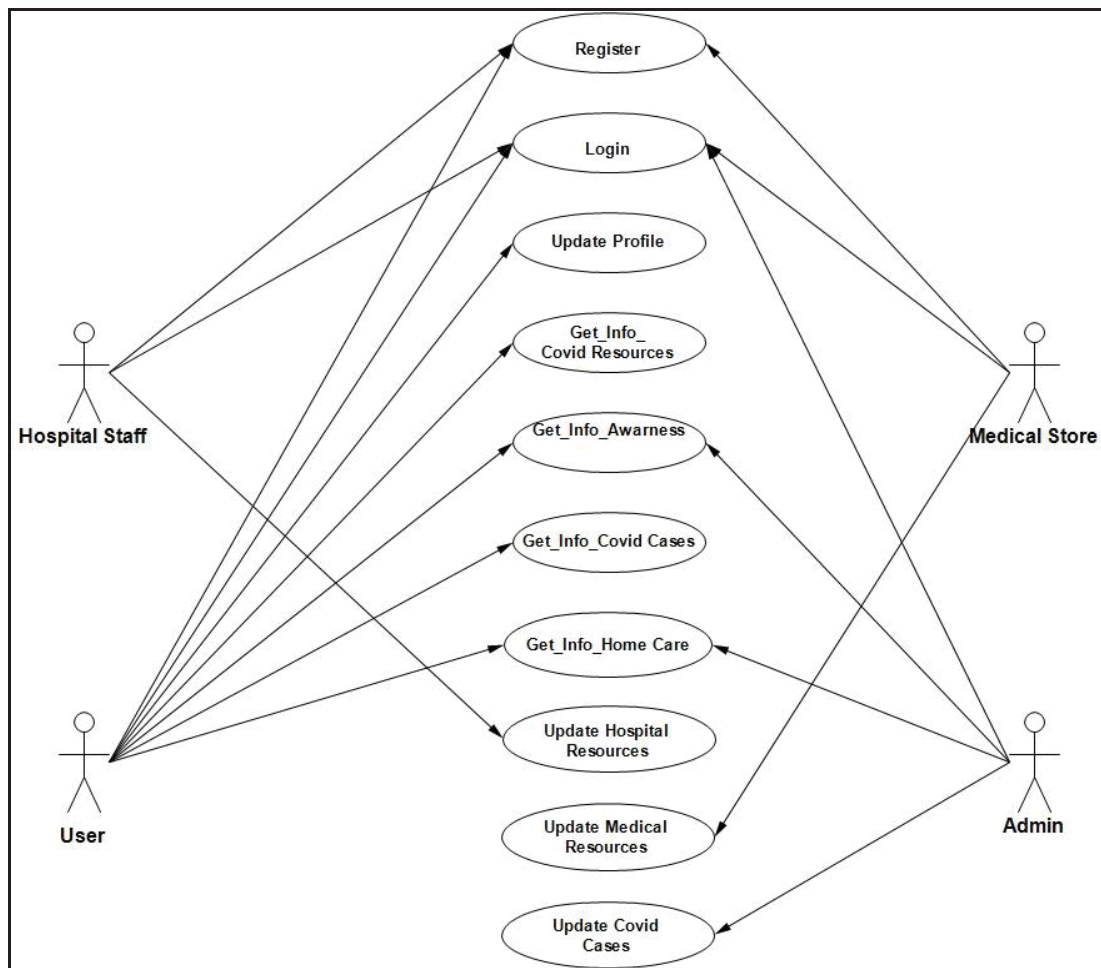 Register
Login
Update Profile
Get_Info_
Covid Resources
Hospital Staff
Medical Store
Get_Info_Awarness
Get_Info_Covid Cases
Get_Info_Home Care
Update Hospital
Resources
User
Admin
Update Medical
Resources
Update Covid
Cases